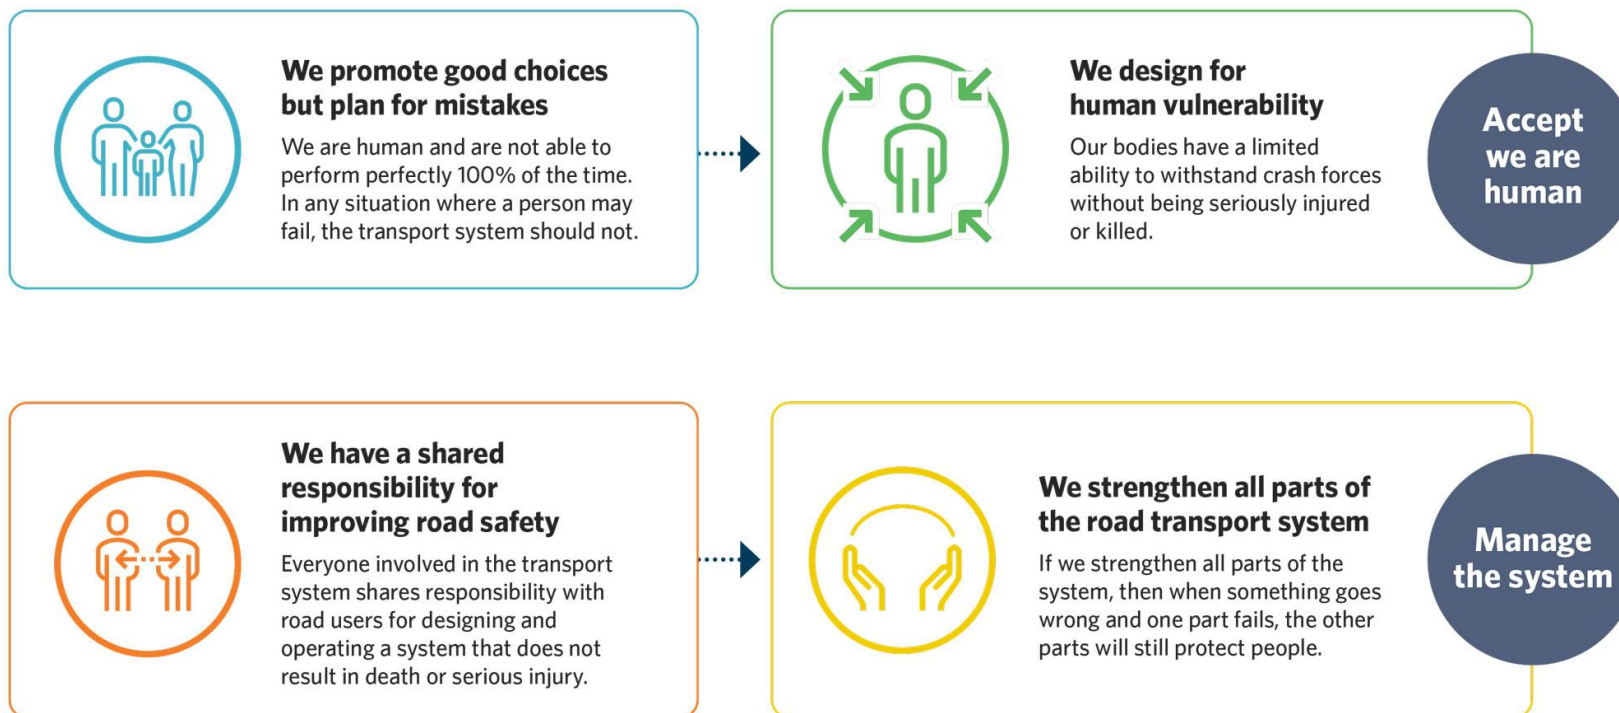 We promote good choices
but plan for mistakes
We are human and are not able to
perform perfectly 100% of the time.
In any situation where a person may
fail, the transport system should not.
We design for
human vulnerability
Our bodies have a limited
ability to withstand crash forces
without being seriously injured
or killed.
Accept
we are
human
We have a shared
responsibility for
improving road safety
Everyone involved in the transport
system shares responsibility with
road users for designing and
operating a system that does not
result in death or serious injury.
We strengthen all parts of
the road transport system
If we strengthen all parts of the
system, then when something goes
wrong and one part fails, the other
parts will still protect people.
Manage
the system